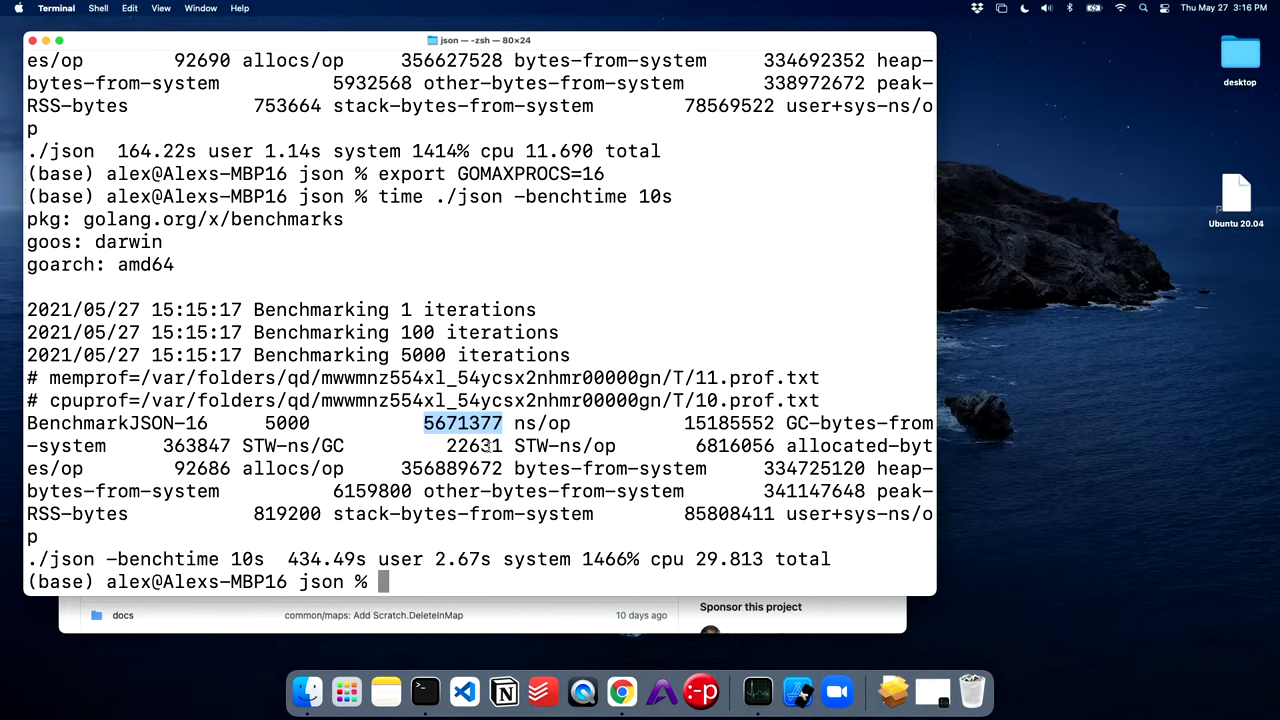 Terminal Shell Edit View Window Help Thu May 27 3:16 PM
json — -zsh — 80×24
es/op 92690 allocs/op 356627528 bytes-from-system 334692352 heap-
bytes-from-system 5932568 other-bytes-from-system 338972672 peak-
RSS-bytes 753664 stack-bytes-from-system 78569522 user+sys-ns/o
p
./json 164.22s user 1.14s system 1414% cpu 11.690 total
(base) alex@Alexs-MBP16 json % export GOMAXPROCS=16
(base) alex@Alexs-MBP16 json % time ./json -benchtime 10s
pkg: golang.org/x/benchmarks
goos: darwin
goarch: amd64
2021/05/27 15:15:17 Benchmarking 1 iterations
2021/05/27 15:15:17 Benchmarking 100 iterations
2021/05/27 15:15:17 Benchmarking 5000 iterations
# memprof=/var/folders/qd/mwwmnz554xl_54ycsx2nhmr00000gn/T/11.prof.txt
# cpuprof=/var/folders/qd/mwwmnz554xl_54ycsx2nhmr00000gn/T/10.prof.txt
BenchmarkJSON-16 5000 5671377 ns/op 15185552 GC-bytes-from
-system 363847 STW-ns/GC 22631 STW-ns/op 6816056 allocated-byt
es/op 92686 allocs/op 356889672 bytes-from-system 334725120 heap-
bytes-from-system 6159800 other-bytes-from-system 341147648 peak-
RSS-bytes 819200 stack-bytes-from-system 85808411 user+sys-ns/o
p
./json -benchtime 10s 434.49s user 2.67s system 1466% cpu 29.813 total
(base) alex@Alexs-MBP16 json %
docs common/maps: Add Scratch.DeleteInMap 10 days ago
Sponsor this project
desktop
Ubuntu 20.04
:-p